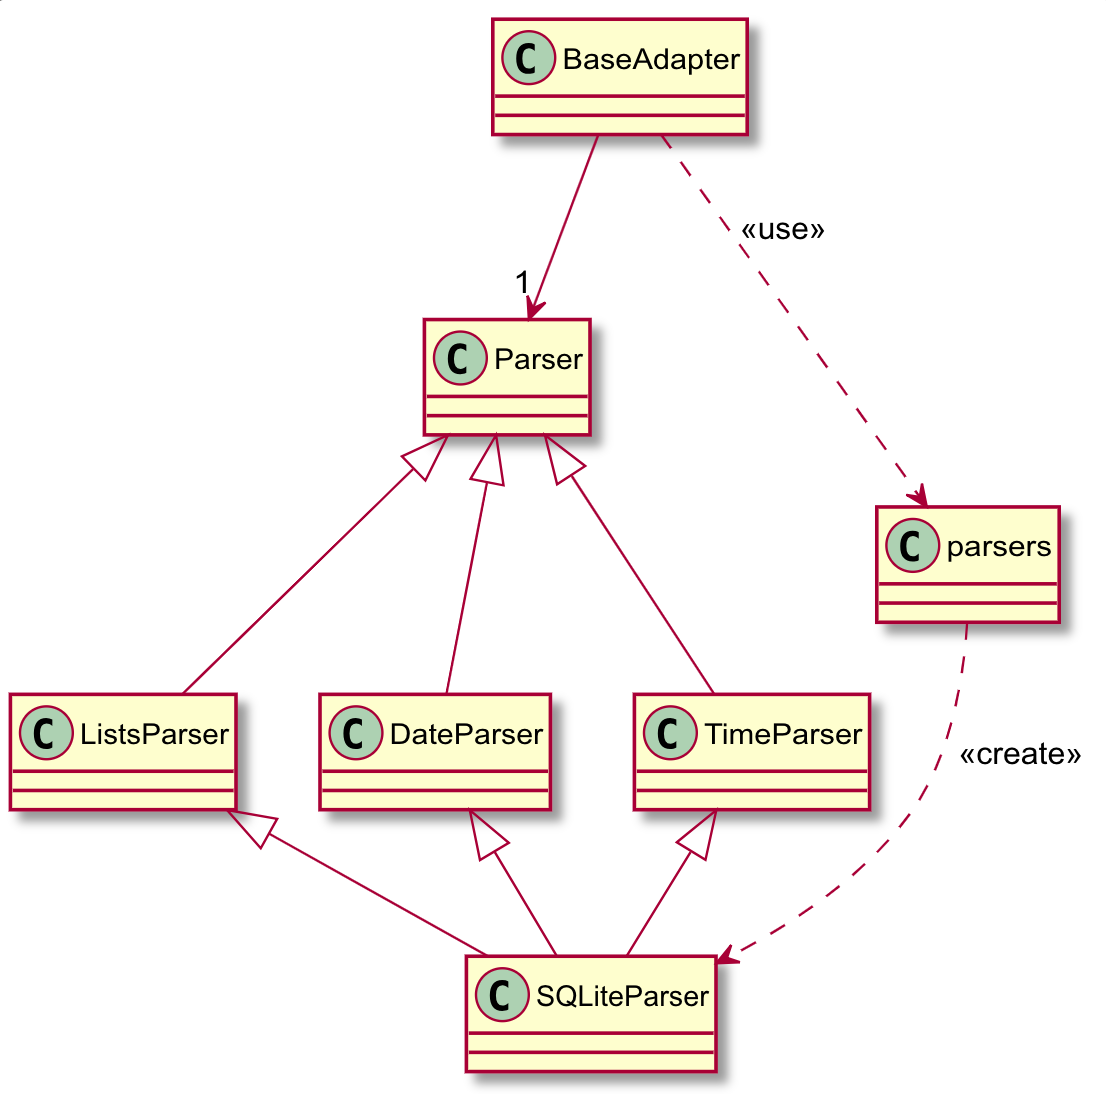 C BaseAdapter
«use»
1
C Parser
C parsers
C ListsParser
C DateParser
C TimeParser
«create»
C SQLiteParser